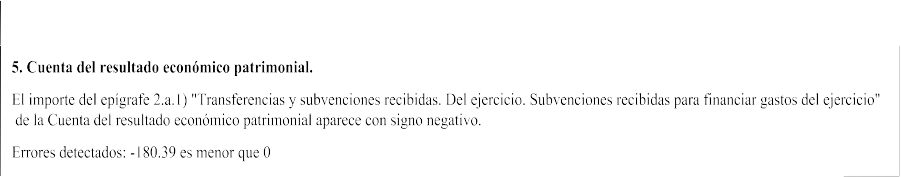 5. Cuenta del resultado económico patrimonial.
El importe del epígrafe 2.a.1) "Transferencias y subvenciones recibidas. Del ejercicio. Subvenciones recibidas para financiar gastos del ejercicio"
de la Cuenta del resultado económico patrimonial aparece con signo negativo.
Errores detectados: -180.39 es menor que 0